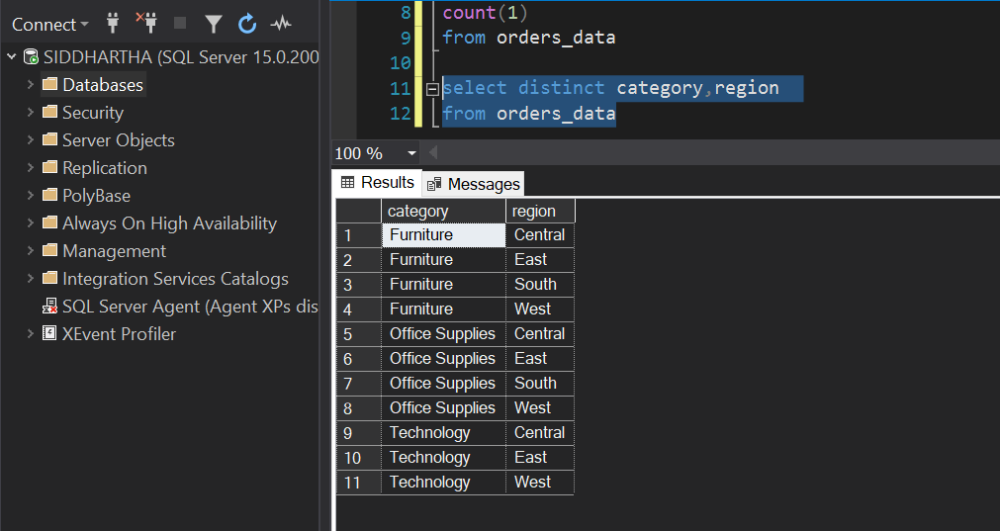 Connect
SIDDHARTHA (SQL Server 15.0.200
Databases
Security
Server Objects
Replication
PolyBase
Always On High Availability
Management
Integration Services Catalogs
SQL Server Agent (Agent XPs dis
XEvent Profiler
8 count(1)
9 from orders_data
10
11 select distinct category,region
12 from orders_data
100 %
Results Messages
category region
1 Furniture Central
2 Furniture East
3 Furniture South
4 Furniture West
5 Office Supplies Central
6 Office Supplies East
7 Office Supplies South
8 Office Supplies West
9 Technology Central
10 Technology East
11 Technology West